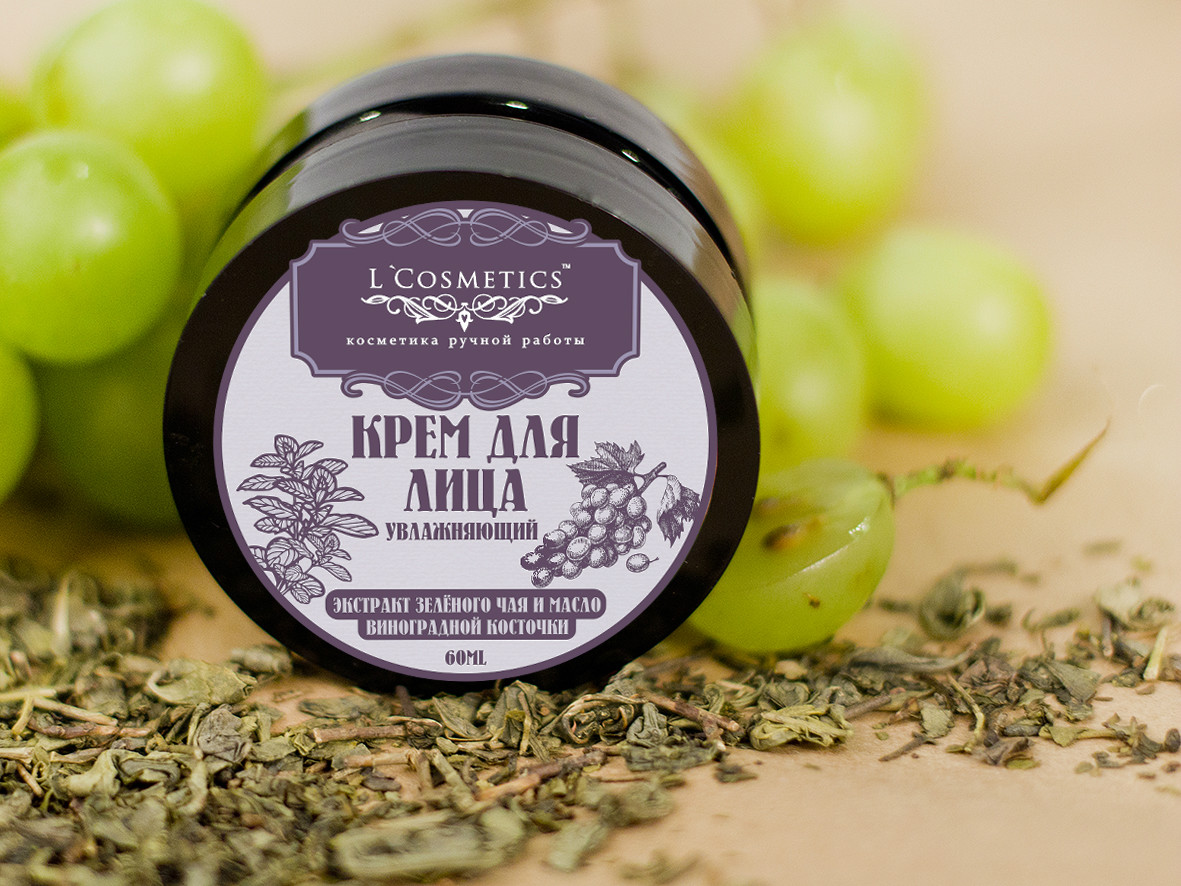 L`COSMETICS™
косметика ручной работы
КРЕМ ДЛЯ
ЛИЦА
УВЛАЖНЯЮЩИЙ
ЭКСТРАКТ ЗЕЛЁНОГО ЧАЯ И МАСЛО
ВИНОГРАДНОЙ КОСТОЧКИ
60ML